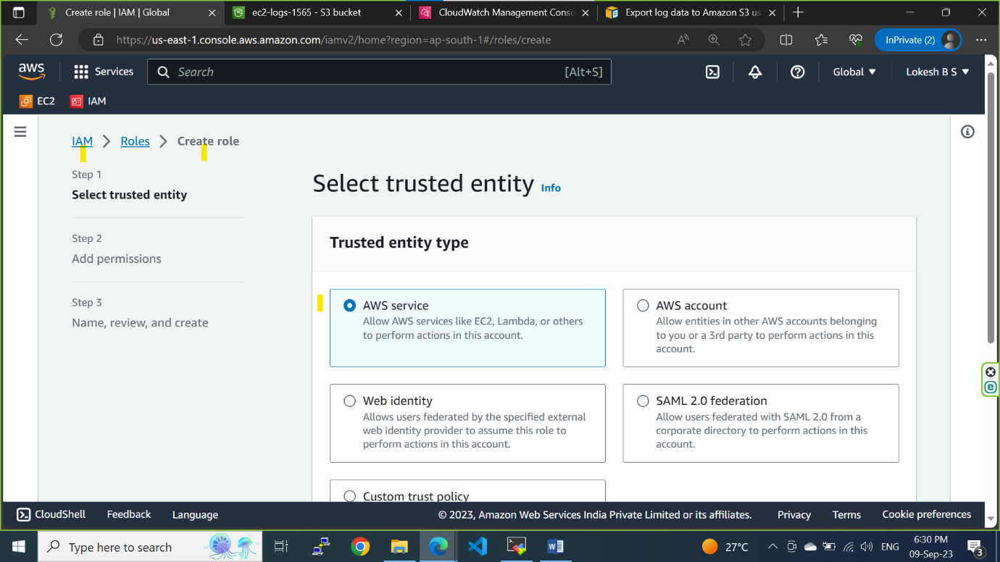 Create role | IAM | Global
ec2-logs-1565 - S3 bucket
CloudWatch Management Conso
Export log data to Amazon S3 us
https://us-east-1.console.aws.amazon.com/iamv2/home?region=ap-south-1#/roles/create
InPrivate (2)
aws
Services
Search
[Alt+S]
Global
Lokesh B S
EC2
IAM
IAM > Roles > Create role
Step 1
Select trusted entity
Step 2
Add permissions
Step 3
Name, review, and create
Select trusted entity Info
Trusted entity type
AWS service
Allow AWS services like EC2, Lambda, or others
to perform actions in this account.
AWS account
Allow entities in other AWS accounts belonging
to you or a 3rd party to perform actions in this
account.
Web identity
Allows users federated by the specified external
web identity provider to assume this role to
perform actions in this account.
SAML 2.0 federation
Allow users federated with SAML 2.0 from a
corporate directory to perform actions in this
account.
Custom trust policy
CloudShell
Feedback
Language
© 2023, Amazon Web Services India Private Limited or its affiliates.
Privacy
Terms
Cookie preferences
Type here to search
27°C
ENG
6:30 PM
09-Sep-23
3